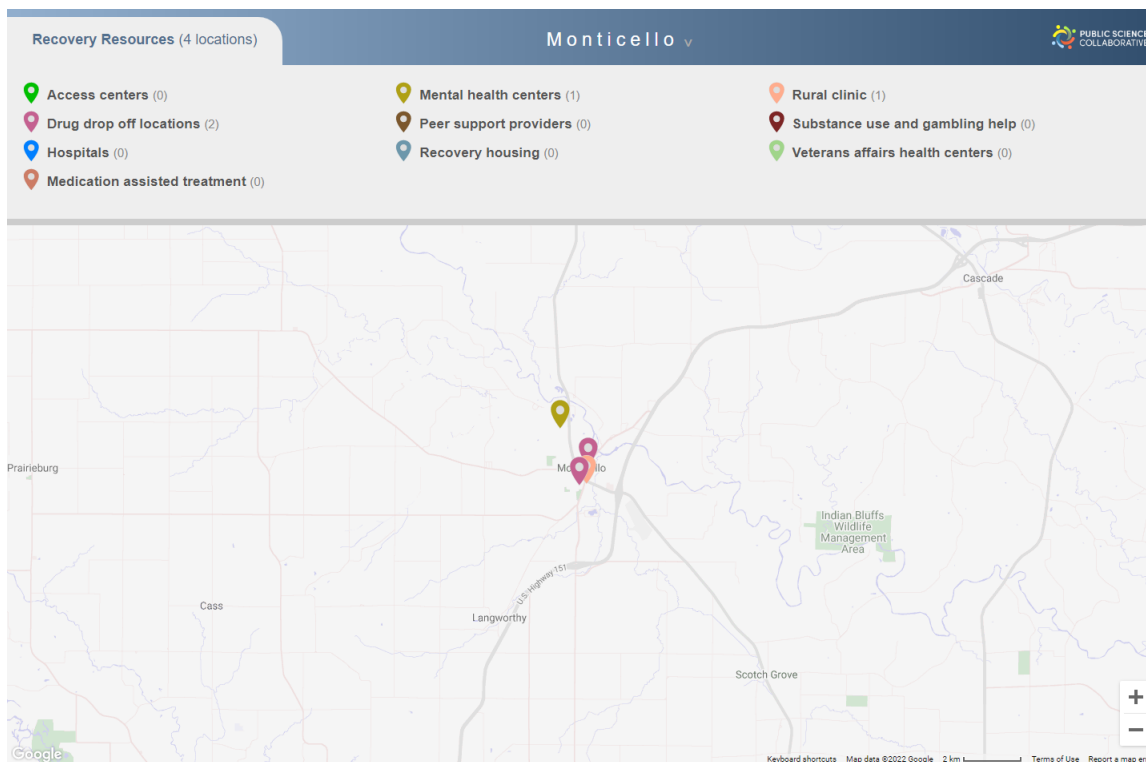 Recovery Resources (4 locations)
Monticello v
PUBLIC SCIENCE
COLLABORATIVE
Access centers (0)
Mental health centers (1)
Rural clinic (1)
Drug drop off locations (2)
Peer support providers (0)
Substance use and gambling help (0)
Hospitals (0)
Recovery housing (0)
Veterans affairs health centers (0)
Medication assisted treatment (0)
Cascade
Prairieburg
Indian Bluffs
Wildlife
Management
Area
U.S. Highway 151
Cass
Langworthy
Scotch Grove
+
−
Google
Keyboard shortcuts Map data ©2022 Google 2 km Terms of Use Report a map er